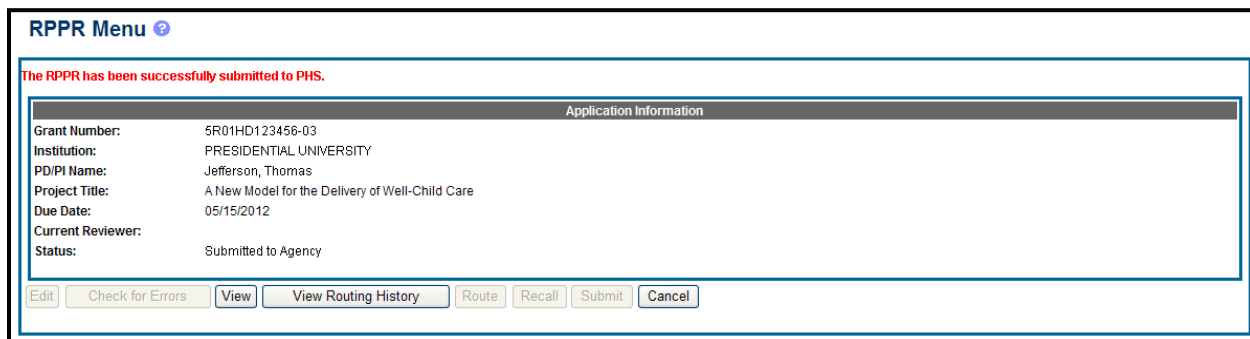 RPPR Menu ?
The RPPR has been successfully submitted to PHS.
Application Information
Grant Number: 5R01HD123456-03
Institution: PRESIDENTIAL UNIVERSITY
PD/PI Name: Jefferson, Thomas
Project Title: A New Model for the Delivery of Well-Child Care
Due Date: 05/15/2012
Current Reviewer:
Status: Submitted to Agency
Edit Check for Errors View View Routing History Route Recall Submit Cancel